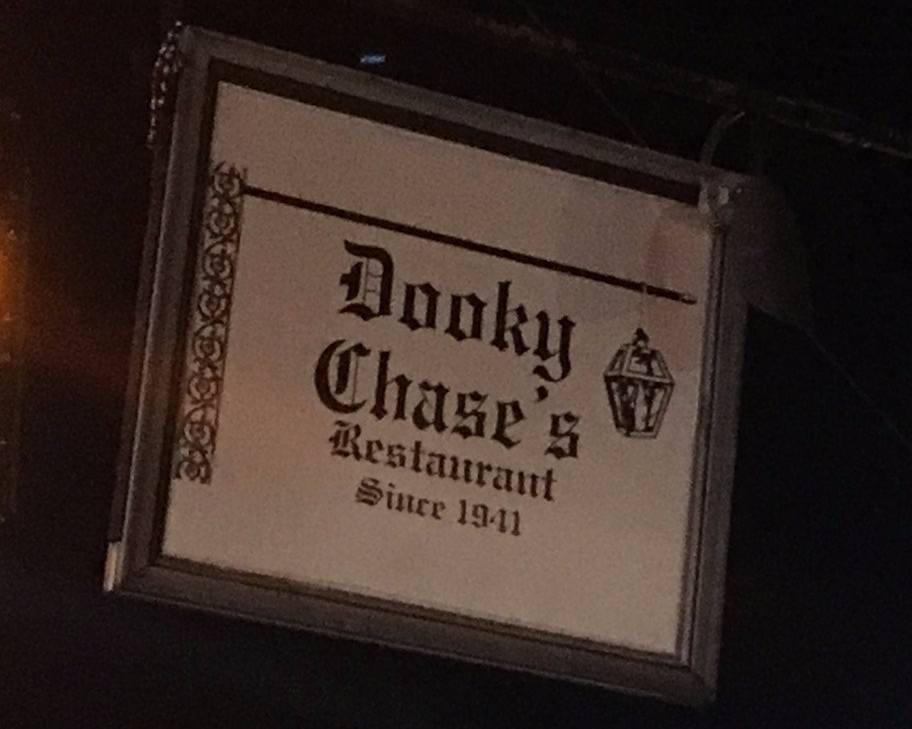 Dooky
Chase's
Restaurant
Since 1941